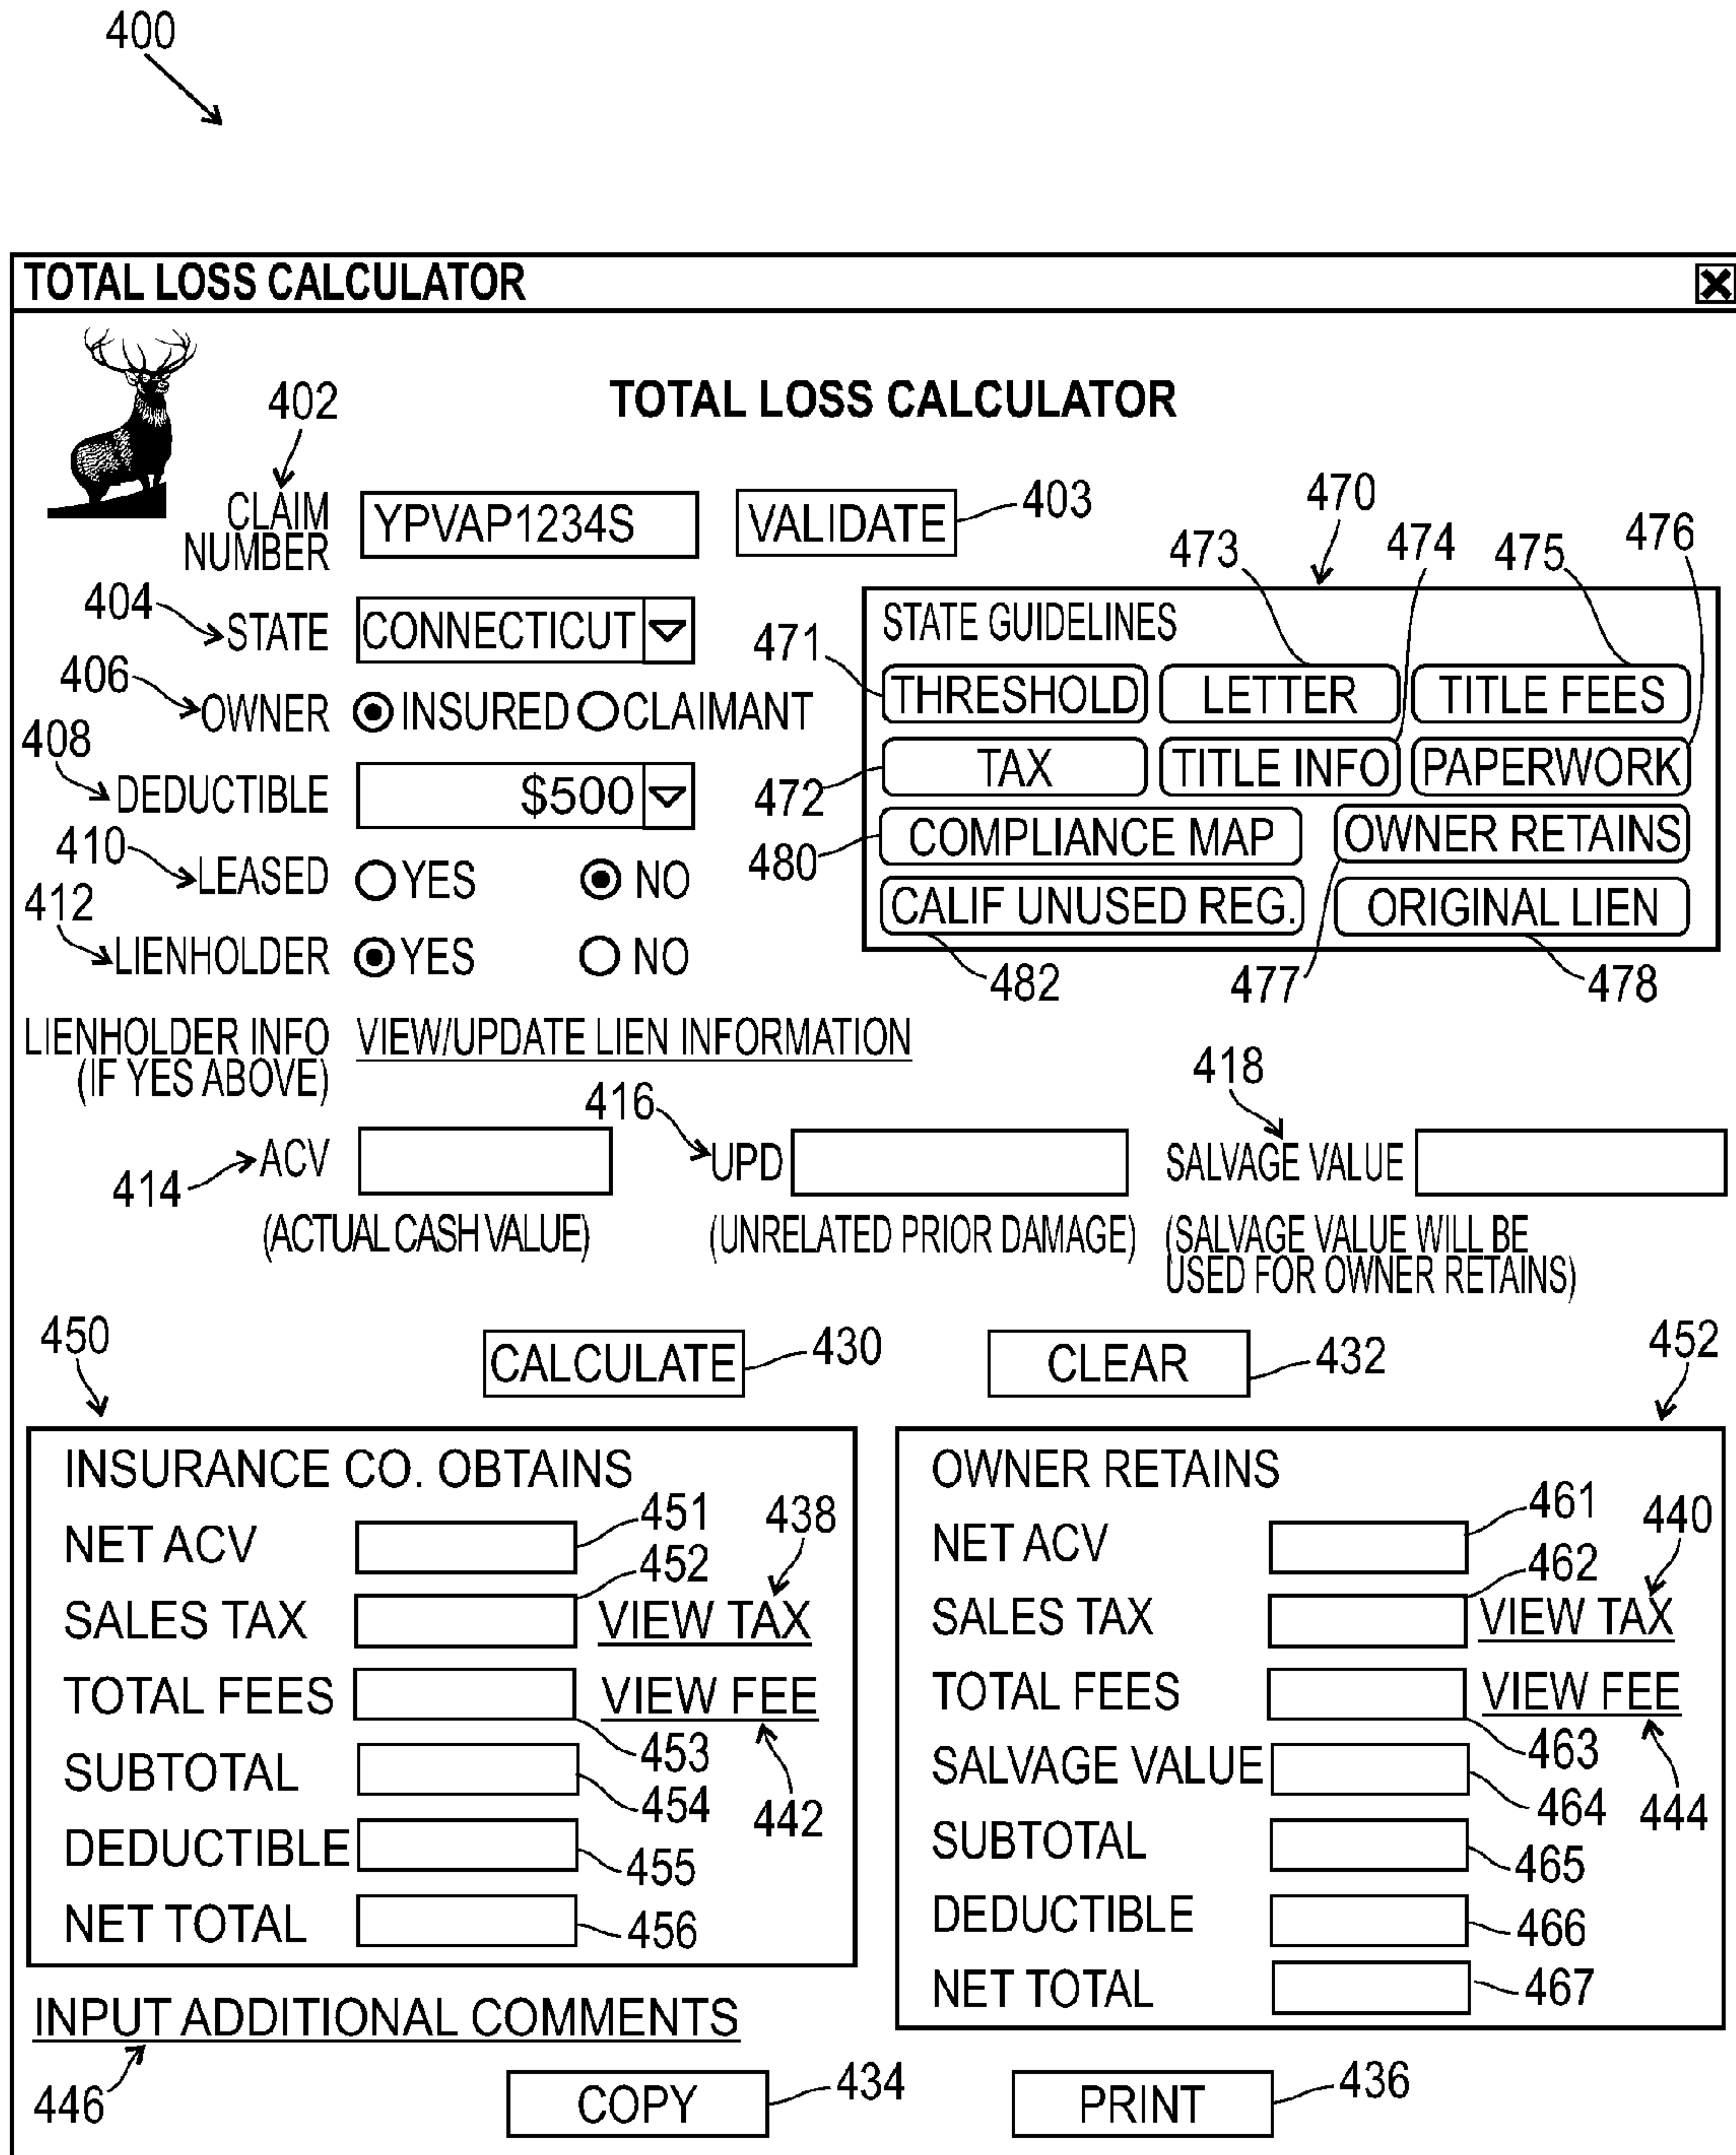 400
TOTAL LOSS CALCULATOR
402
TOTAL LOSS CALCULATOR
CLAIM NUMBER YPVAP1234S VALIDATE 403
470
473 474 475 476
404 STATE CONNECTICUT
STATE GUIDELINES
471 THRESHOLD LETTER TITLE FEES
406 OWNER INSURED CLAIMANT
472 TAX TITLE INFO PAPERWORK
408 DEDUCTIBLE $500
480 COMPLIANCE MAP OWNER RETAINS
410 LEASED YES NO
CALIF UNUSED REG. ORIGINAL LIEN
412 LIENHOLDER YES NO
482 477 478
LIENHOLDER INFO VIEW/UPDATE LIEN INFORMATION
(IF YES ABOVE)
416 418
414 ACV UPD SALVAGE VALUE
(ACTUAL CASH VALUE) (UNRELATED PRIOR DAMAGE) (SALVAGE VALUE WILL BE
USED FOR OWNER RETAINS)
450 CALCULATE 430 CLEAR 432 452
INSURANCE CO. OBTAINS
NET ACV 451 438
SALES TAX 452 VIEW TAX
TOTAL FEES VIEW FEE
453
SUBTOTAL 454 442
DEDUCTIBLE 455
NET TOTAL 456
OWNER RETAINS
NET ACV 461 440
SALES TAX 462 VIEW TAX
TOTAL FEES VIEW FEE
463
SALVAGE VALUE 464 444
SUBTOTAL 465
DEDUCTIBLE 466
NET TOTAL 467
INPUT ADDITIONAL COMMENTS
446 COPY 434 PRINT 436